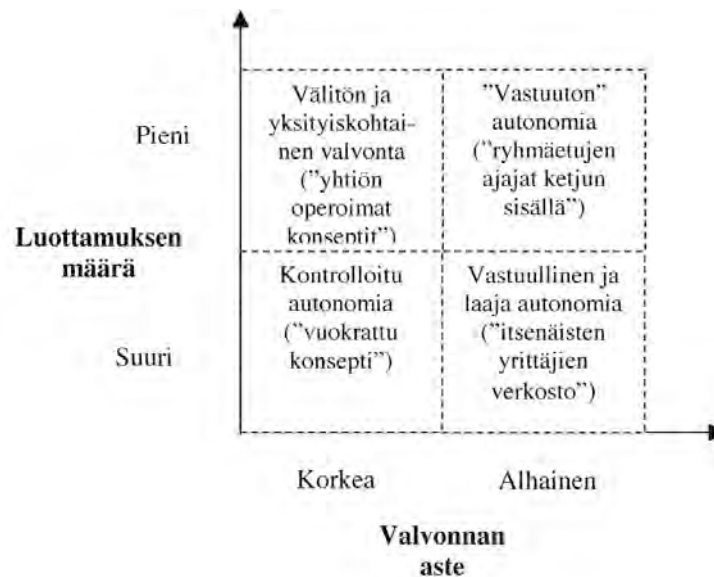 Pieni
Luottamuksen
määrä
Suuri
Välitön ja
yksityiskohtai-
nen valvonta
("yhtiön
operoimat
konseptit")
"Vastuuton"
autonomia
("ryhmäetujen
ajajat ketjun
sisällä")
Kontrolloitu
autonomia
("vuokrattu
konsepti")
Vastuullinen ja
laaja autonomia
("itsenäisten
yrittäjien
verkosto")
Korkea
Alhainen
Valvonnan
aste